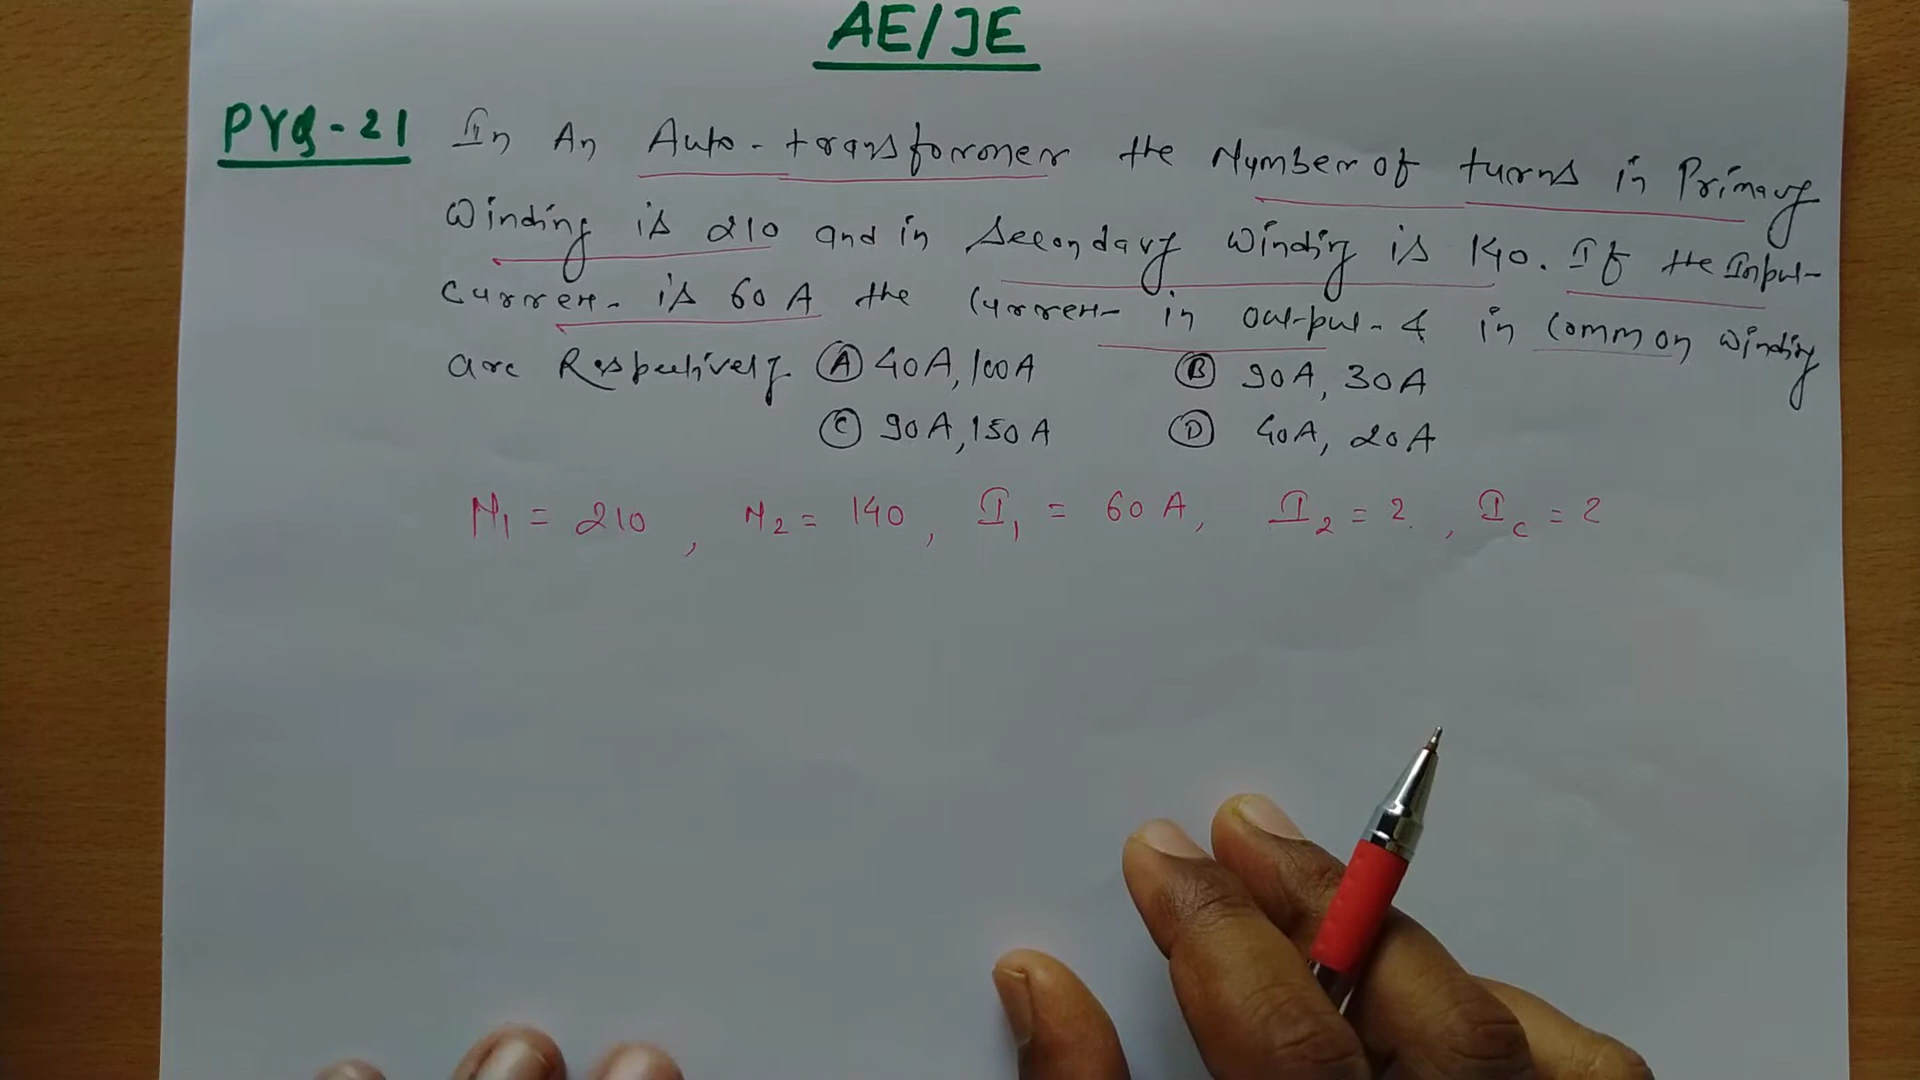 AE/JE
PYQ-21 In An Auto-transformer the Number of turns in Primary
Winding is 210 and in Secondary Winding is 140. If the Input
Current is 60 A the Current in output & in Common Winding
are Respectively Ⓐ 40A, 100A Ⓑ 90A, 30A
Ⓒ 90A, 150A Ⓓ 40A, 20A
N₁ = 210, N₂ = 140, I₁ = 60 A, I₂ = ?, I_c = ?